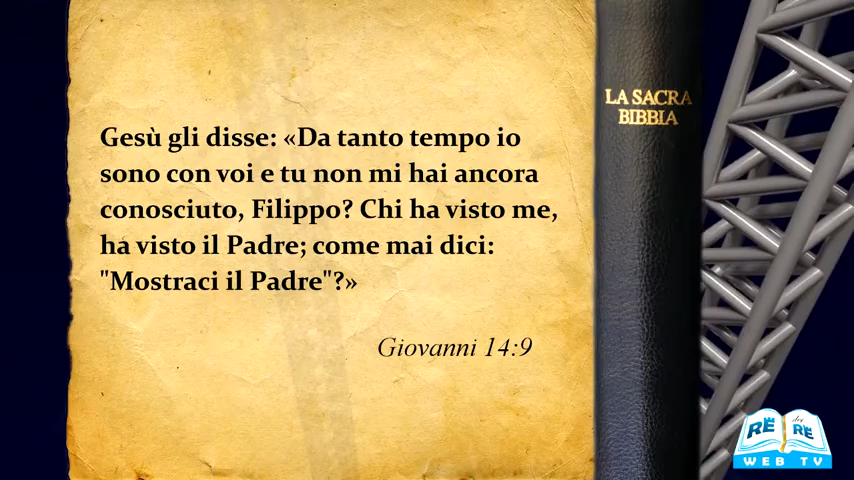 Gesù gli disse: «Da tanto tempo io
sono con voi e tu non mi hai ancora
conosciuto, Filippo? Chi ha visto me,
ha visto il Padre; come mai dici:
"Mostraci il Padre"?»
Giovanni 14:9
LA SACRA
BIBBIA
RE dei RE
WEB TV